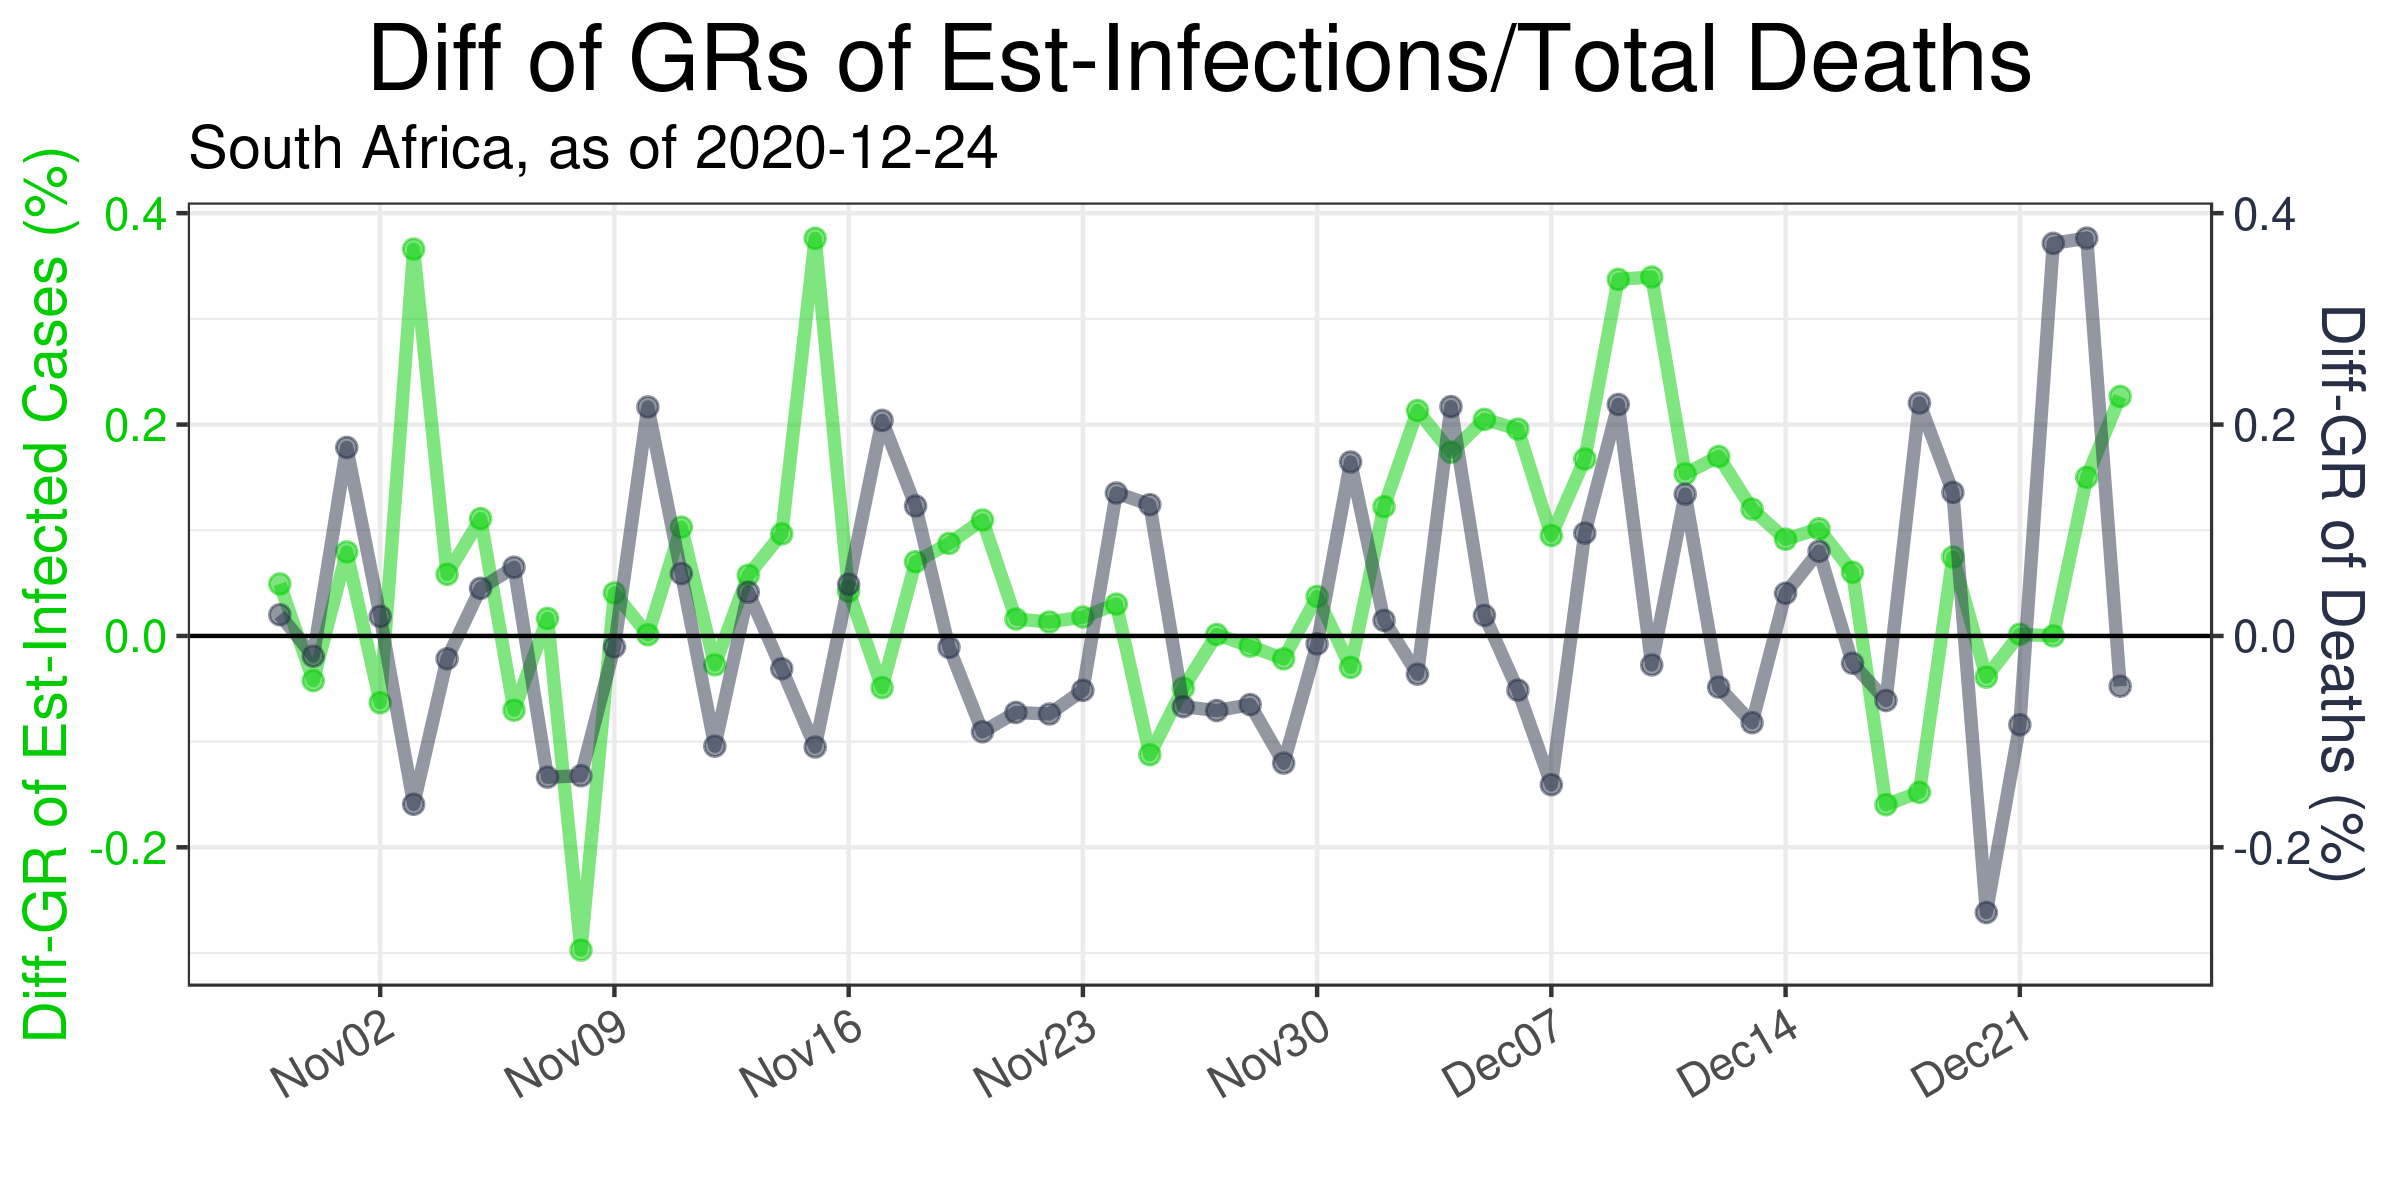 Diff of GRs of Est-Infections/Total Deaths
South Africa, as of 2020-12-24
Diff-GR of Est-Infected Cases (%)
0.4
0.2
0.0
-0.2
0.4
0.2
0.0
-0.2
Diff-GR of Deaths (%)
Nov02 Nov09 Nov16 Nov23 Nov30 Dec07 Dec14 Dec21